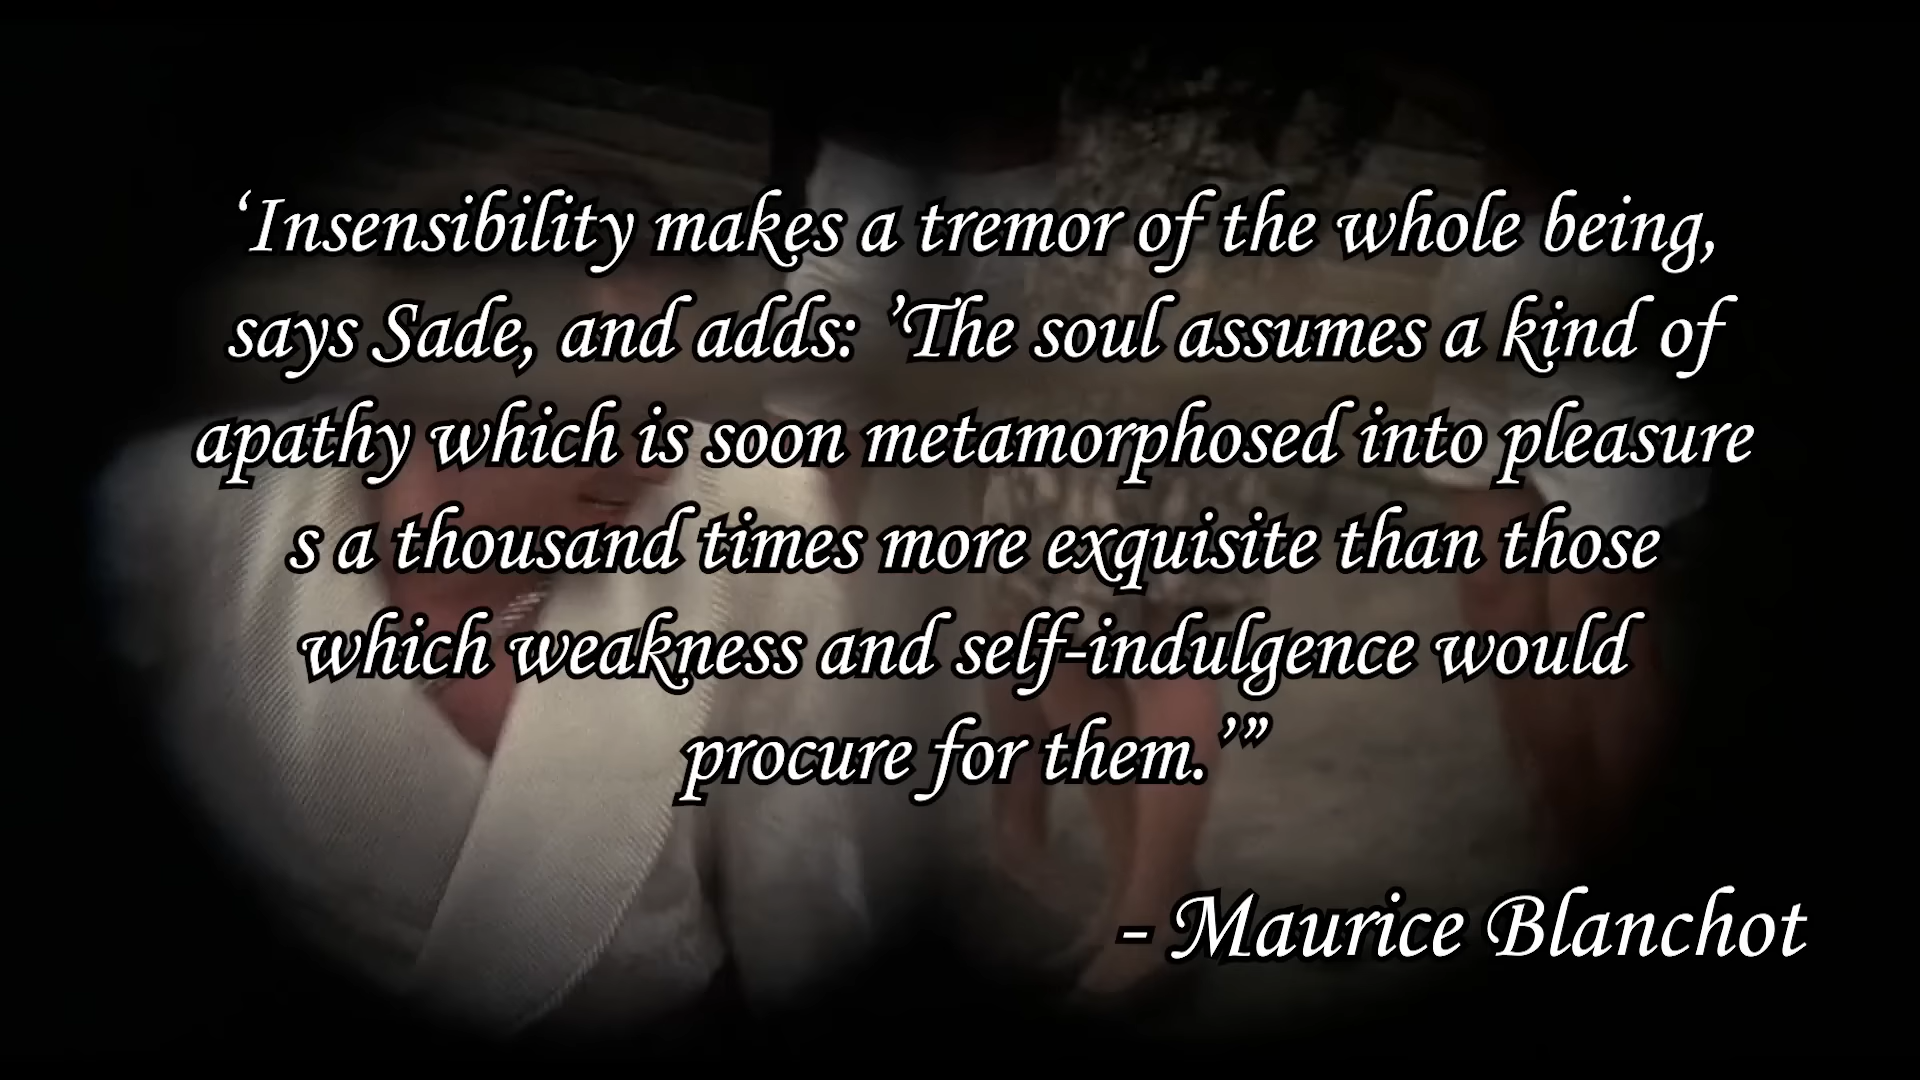 ‘Insensibility makes a tremor of the whole being,
says Sade, and adds: ’The soul assumes a kind of
apathy which is soon metamorphosed into pleasure
s a thousand times more exquisite than those
which weakness and self-indulgence would
procure for them.’”
- Maurice Blanchot